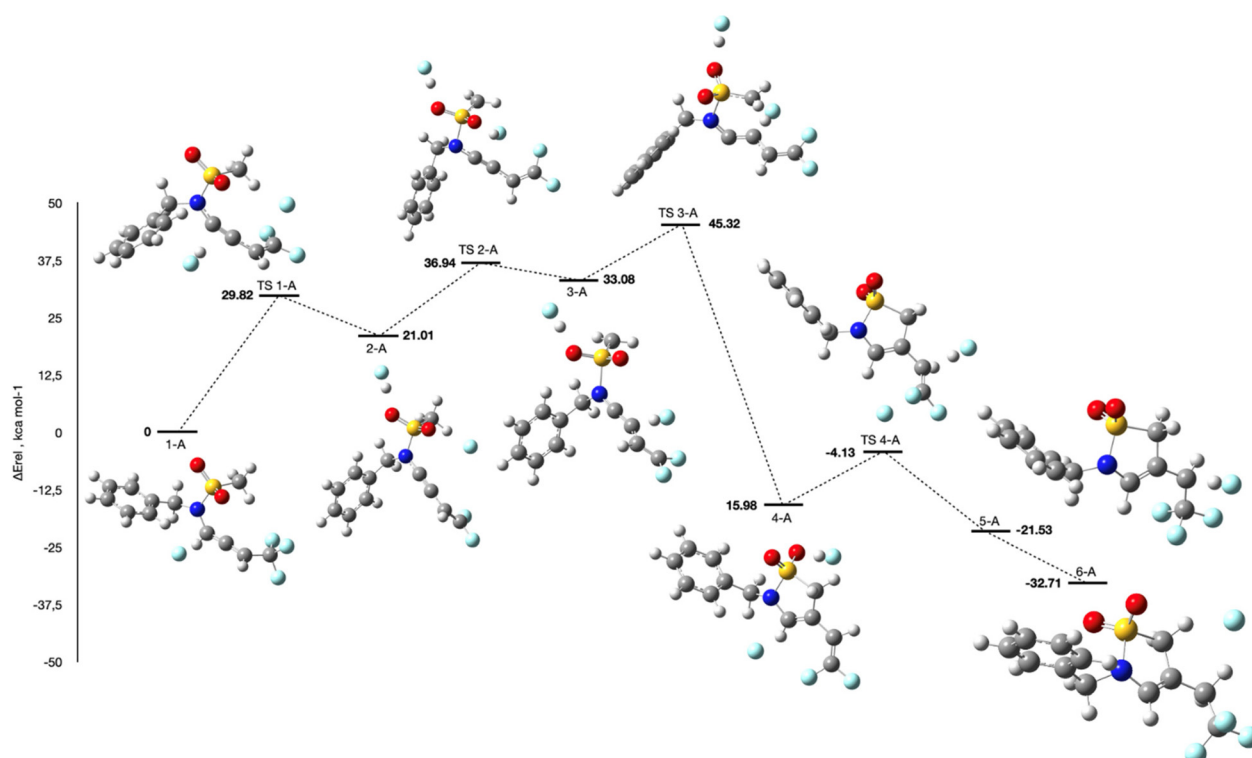 TS 3-A
45.32
50
TS 2-A
36.94
37,5
33.08
3-A
TS 1-A
29.82
25
21.01
2-A
12,5
ΔErel , kca mol-1
0
0
1-A
TS 4-A
-4.13
-12,5
15.98
4-A
5-A
-21.53
-25
6-A
-32.71
-37,5
-50